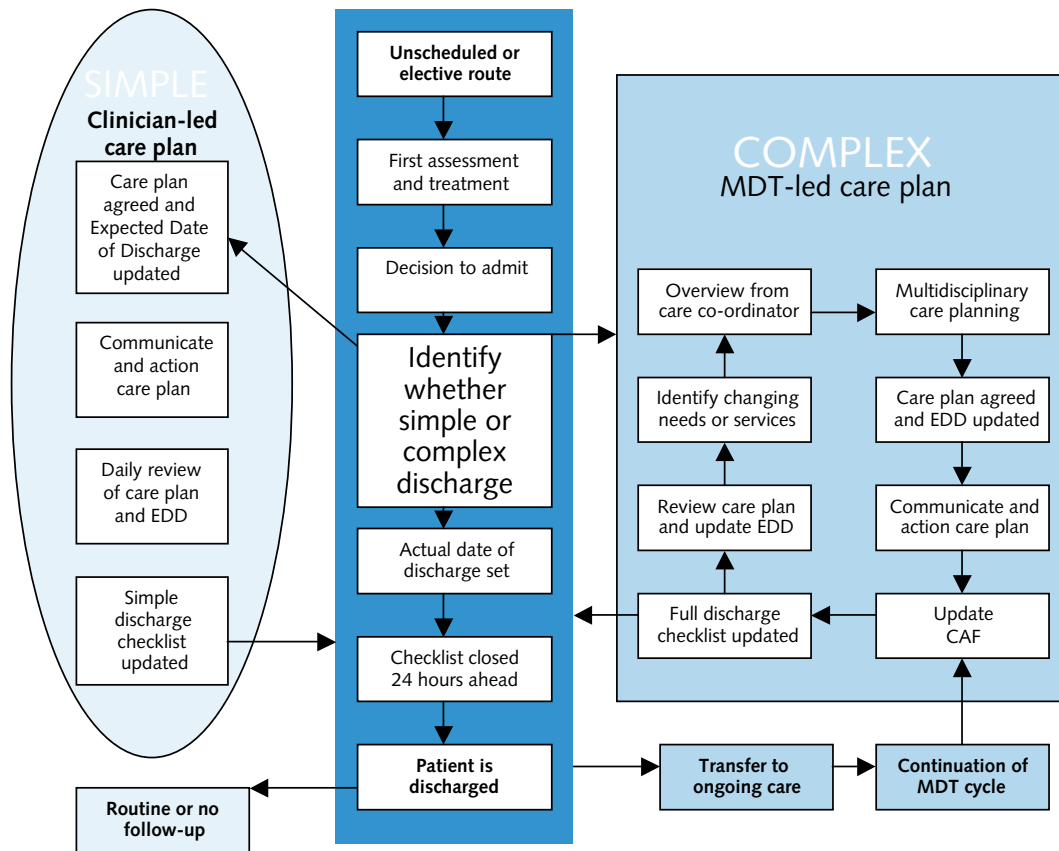 SIMPLE
Clinician-led
care plan
Care plan
agreed and
Expected Date
of Discharge
updated
Communicate
and action
care plan
Daily review
of care plan
and EDD
Simple
discharge
checklist
updated
Routine or no
follow-up
Unscheduled or
elective route
First assessment
and treatment
Decision to admit
Identify
whether
simple or
complex
discharge
Actual date of
discharge set
Checklist closed
24 hours ahead
Patient is
discharged
COMPLEX
MDT-led care plan
Overview from
care co-ordinator
Multidisciplinary
care planning
Identify changing
needs or services
Care plan agreed
and EDD updated
Review care plan
and update EDD
Communicate and
action care plan
Full discharge
checklist updated
Update
CAF
Transfer to
ongoing care
Continuation of
MDT cycle